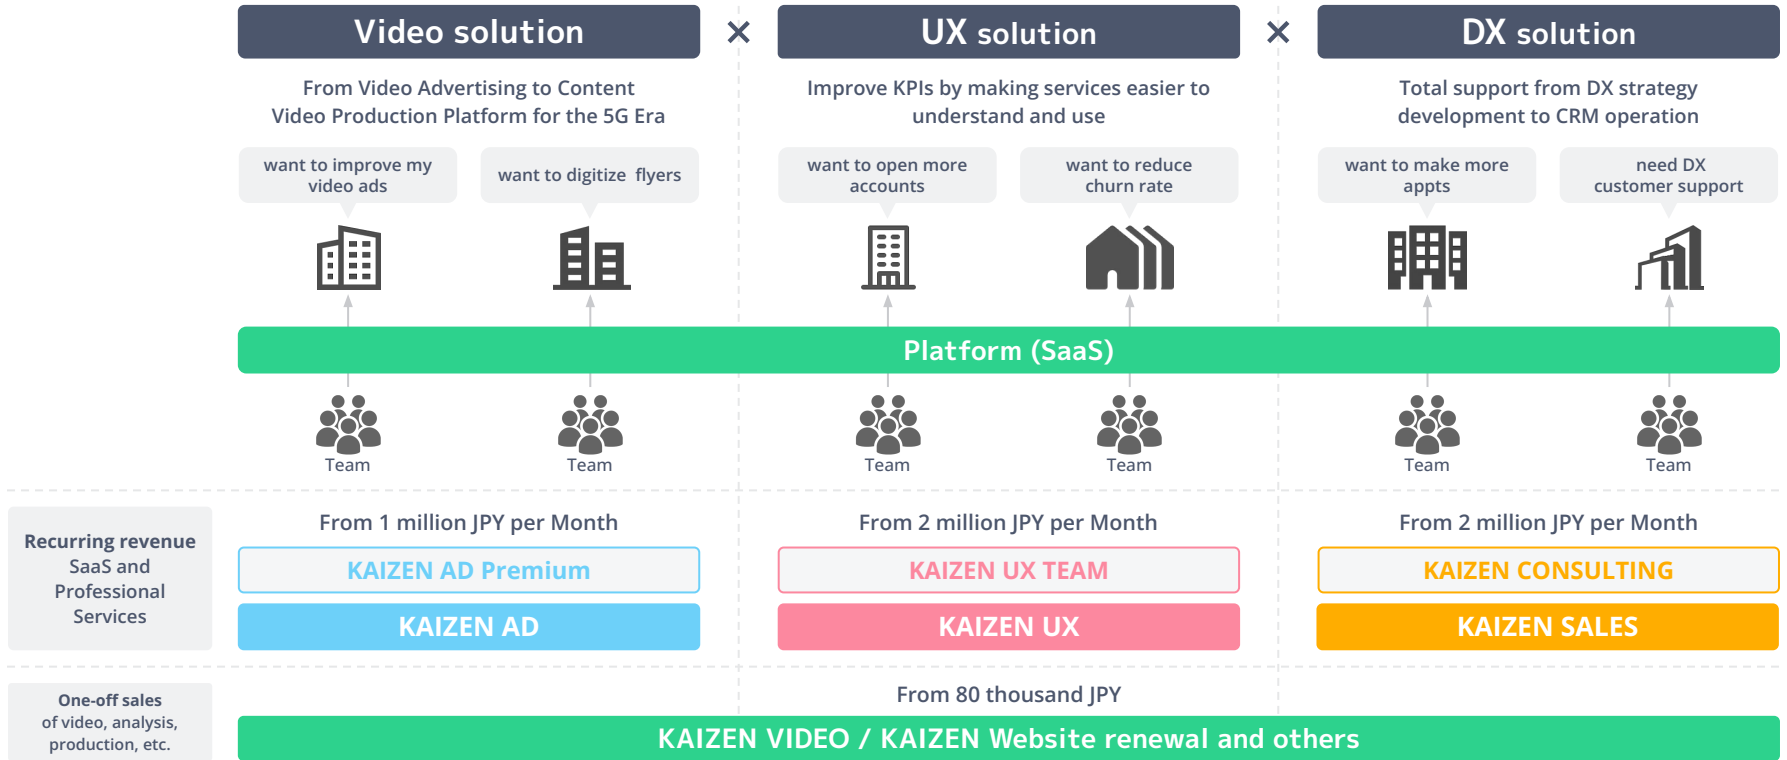 Video solution
×
UX solution
×
DX solution
From Video Advertising to Content
Video Production Platform for the 5G Era
Improve KPIs by making services easier to
understand and use
Total support from DX strategy
development to CRM operation
want to improve my
video ads
want to digitize flyers
want to open more
accounts
want to reduce
churn rate
want to make more
appts
need DX
customer support
Platform (SaaS)
Team
Team
Team
Team
Team
Team
Recurring revenue
SaaS and
Professional
Services
From 1 million JPY per Month
From 2 million JPY per Month
From 2 million JPY per Month
KAIZEN AD Premium
KAIZEN UX TEAM
KAIZEN CONSULTING
KAIZEN AD
KAIZEN UX
KAIZEN SALES
One-off sales
of video, analysis,
production, etc.
From 80 thousand JPY
KAIZEN VIDEO / KAIZEN Website renewal and others